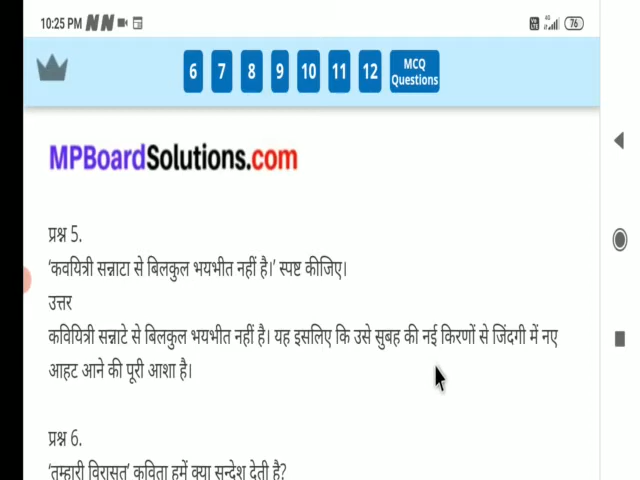 10:25 PM
76
6 7 8 9 10 11 12 MCQ Questions
MPBoardSolutions.com
प्रश्न 5.
‘कवयित्री सन्नाटा से बिलकुल भयभीत नहीं है।’ स्पष्ट कीजिए।
उत्तर
कवियित्री सन्नाटे से बिलकुल भयभीत नहीं है। यह इसलिए कि उसे सुबह की नई किरणों से जिंदगी में नए
आहट आने की पूरी आशा है।
प्रश्न 6.
‘तुम्हारी विरासत’ कविता हमें क्या सन्देश देती है?